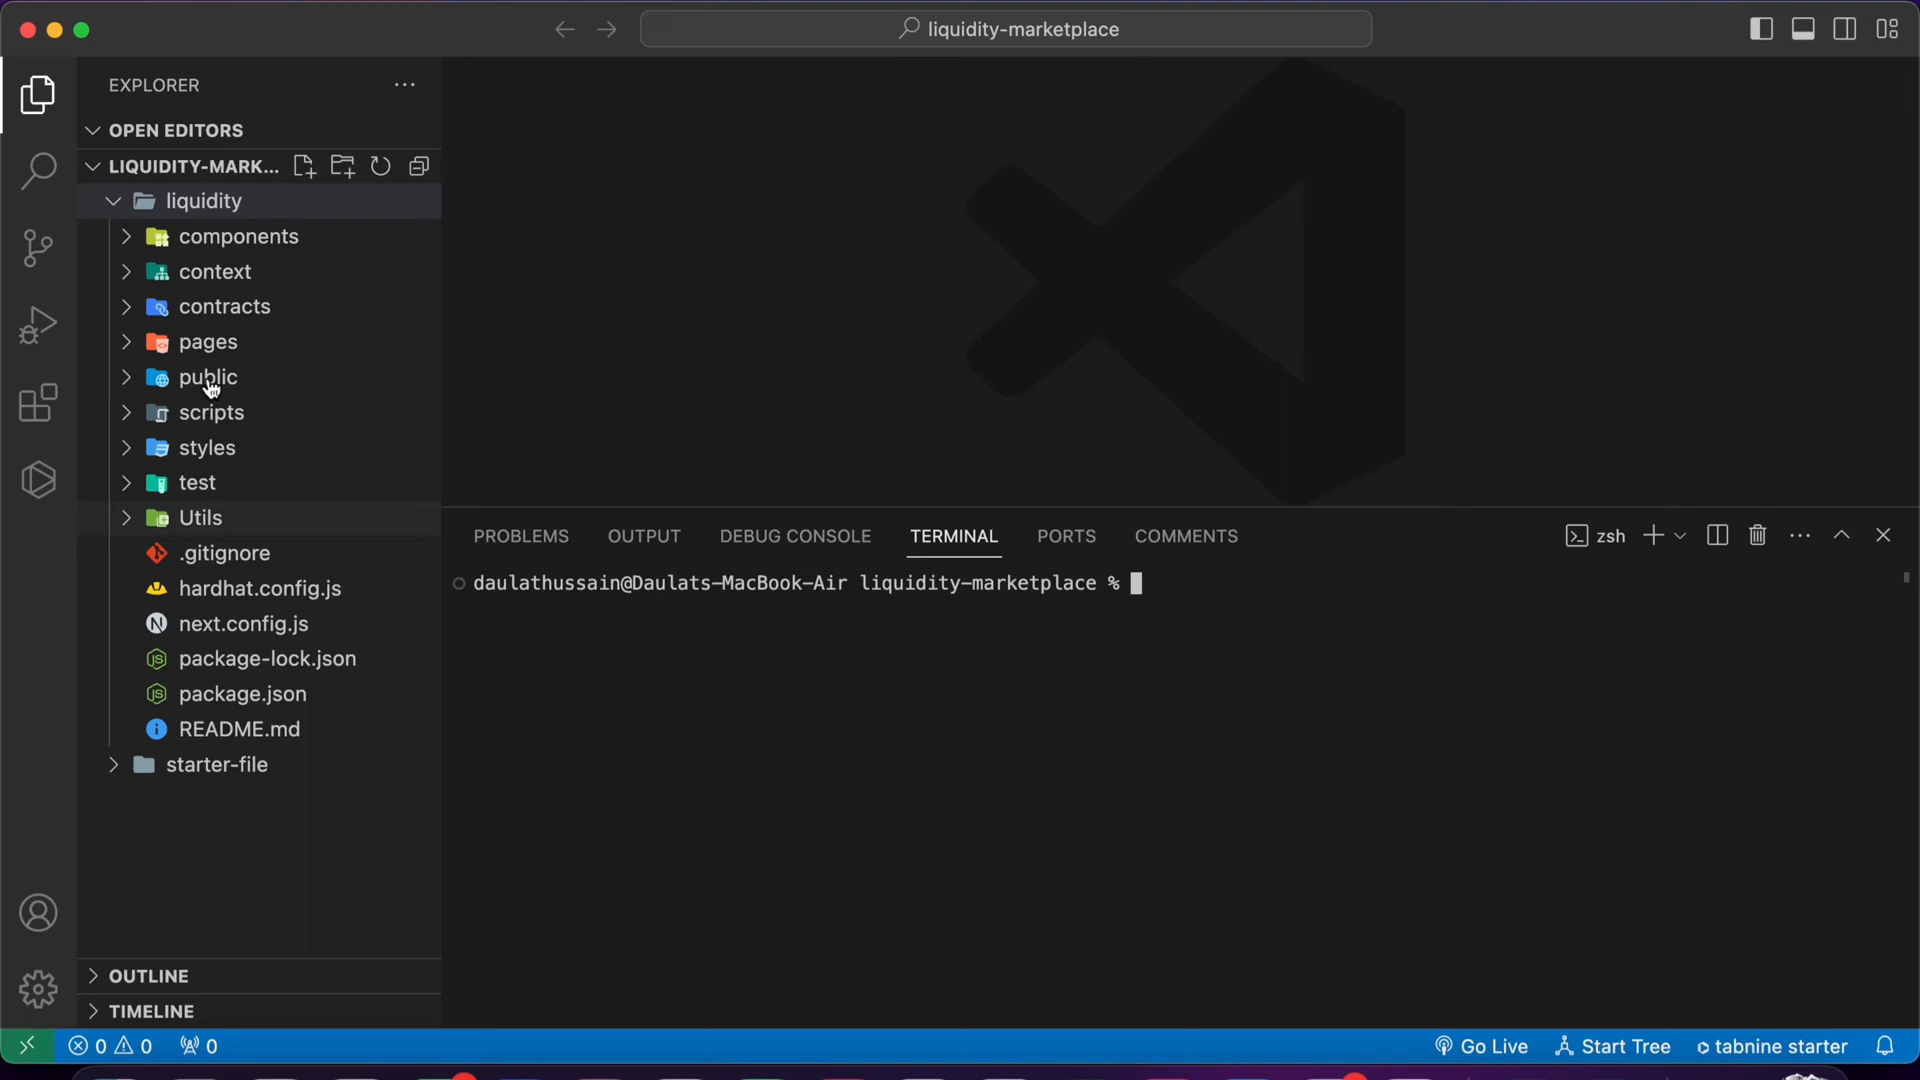 liquidity-marketplace
EXPLORER
OPEN EDITORS
LIQUIDITY-MARK...
liquidity
components
context
contracts
pages
public
scripts
styles
test
Utils
.gitignore
hardhat.config.js
next.config.js
package-lock.json
package.json
README.md
starter-file
OUTLINE
TIMELINE
PROBLEMS OUTPUT DEBUG CONSOLE TERMINAL PORTS COMMENTS zsh
daulathussain@Daulats-MacBook-Air liquidity-marketplace %
0 0 0 Go Live Start Tree tabnine starter